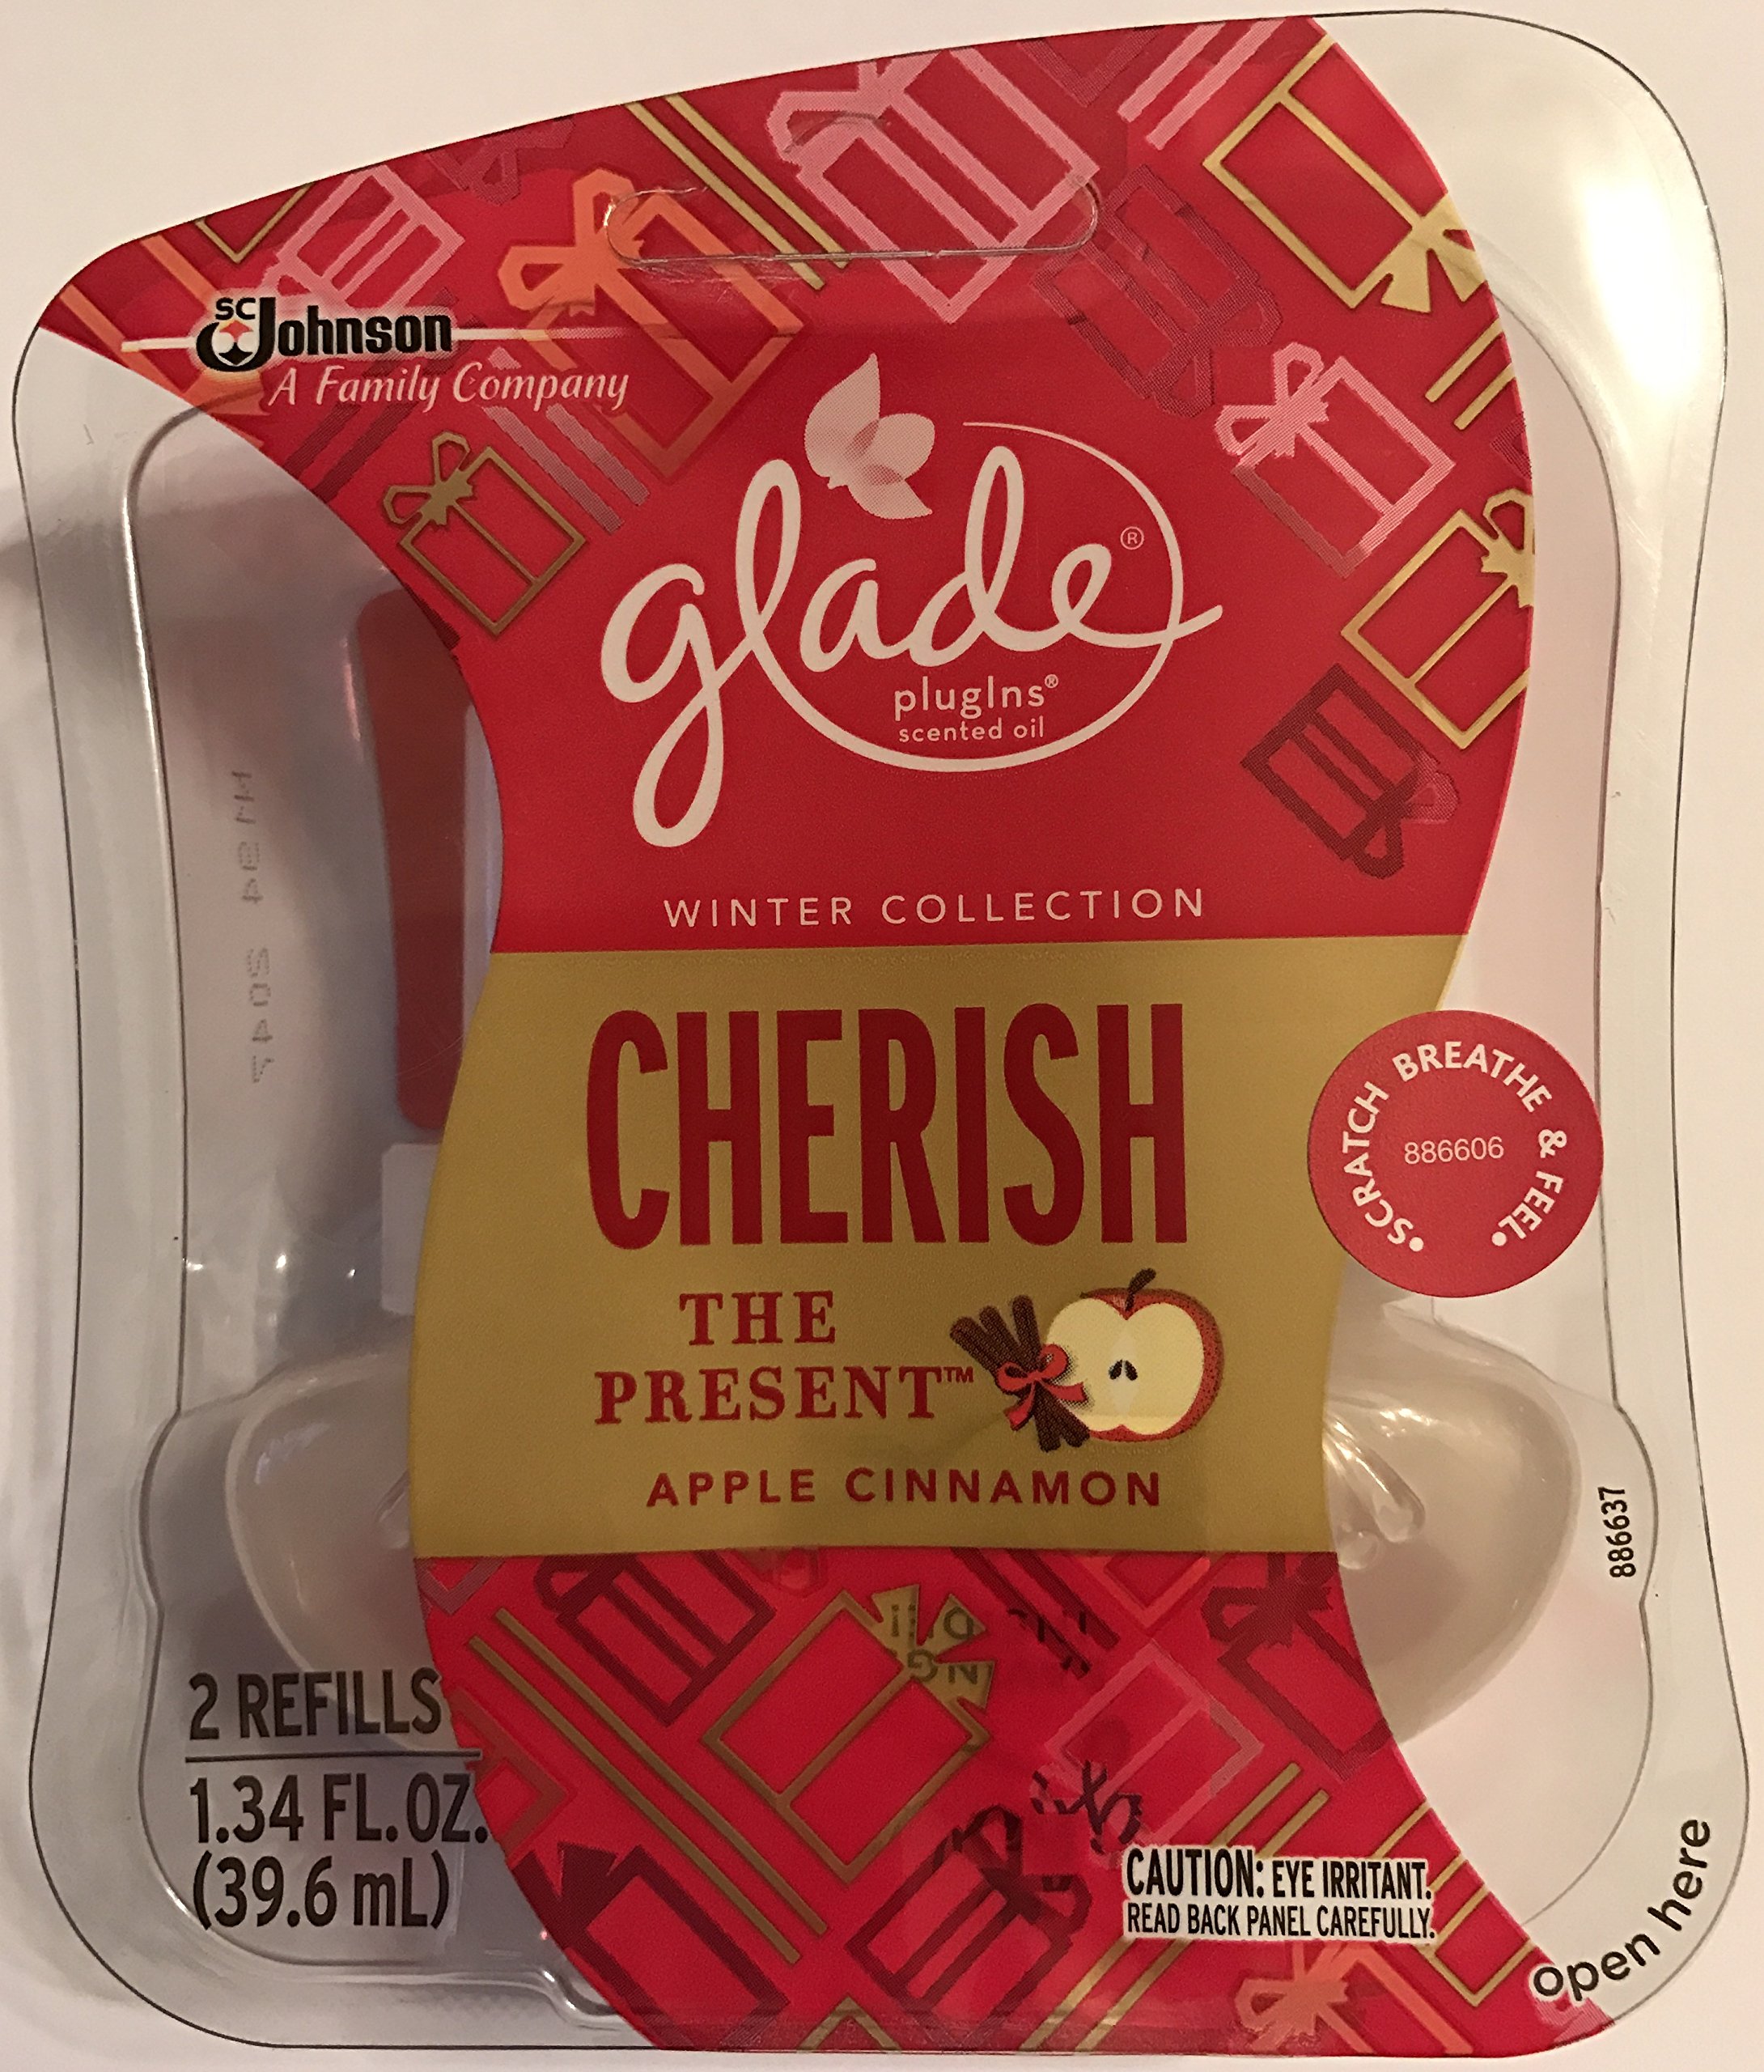 SC Johnson
A Family Company
glade®
plugIns®
scented oil
WINTER COLLECTION
CHERISH
THE
PRESENT™
APPLE CINNAMON
•SCRATCH BREATHE & FEEL•
886606
886637
2 REFILLS
1.34 FL.OZ.
(39.6 mL)
CAUTION: EYE IRRITANT.
READ BACK PANEL CAREFULLY.
open here